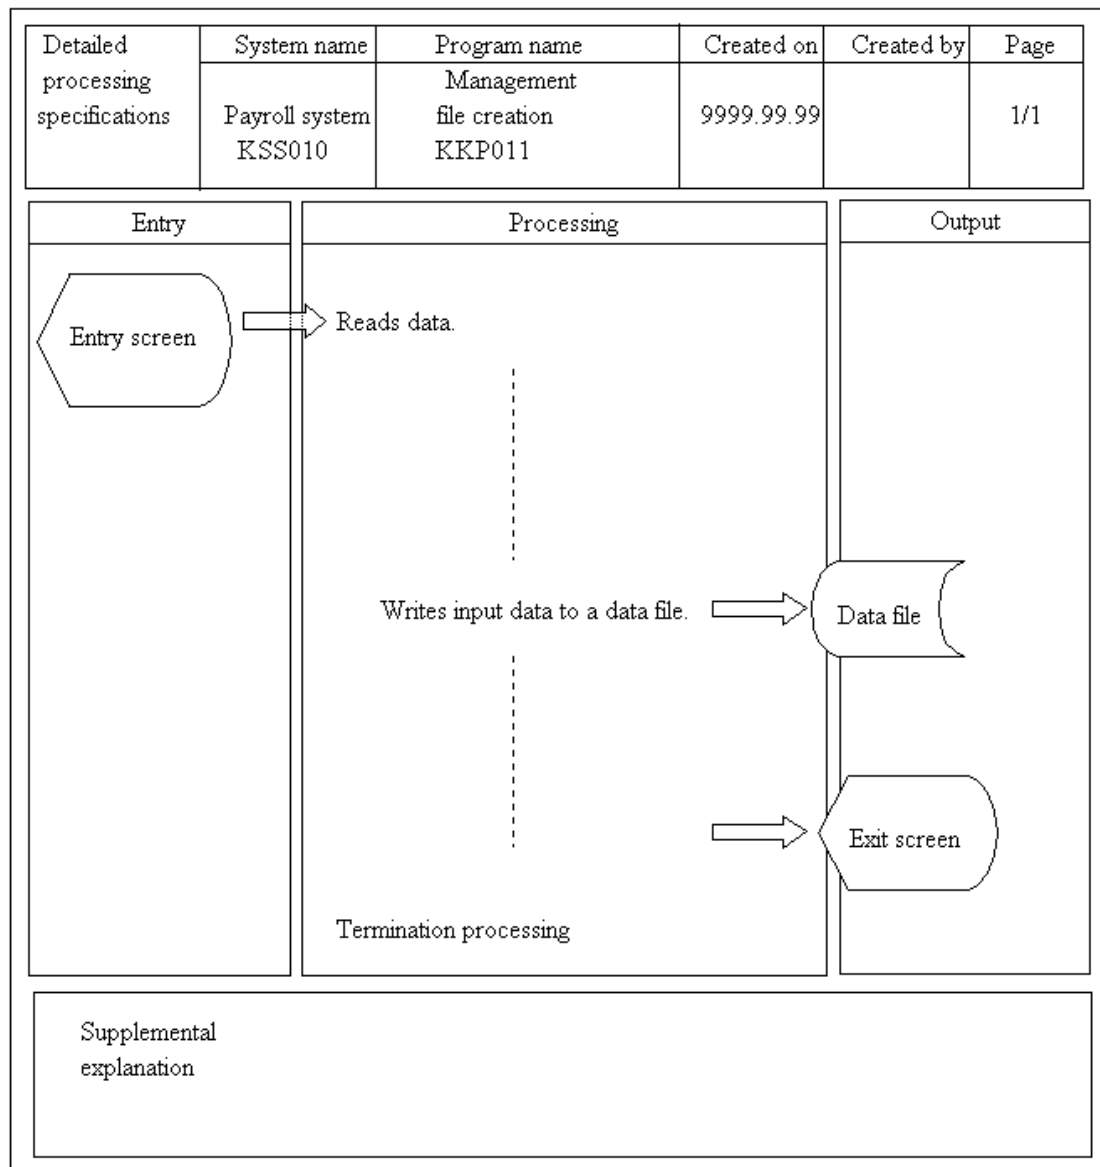 Detailed
processing
specifications
System name
Program name
Created on
Created by
Page
Payroll system
KSS010
Management
file creation
KKP011
9999.99.99
1/1
Entry
Processing
Output
Entry screen
Reads data.
Writes input data to a data file.
Data file
Exit screen
Termination processing
Supplemental
explanation